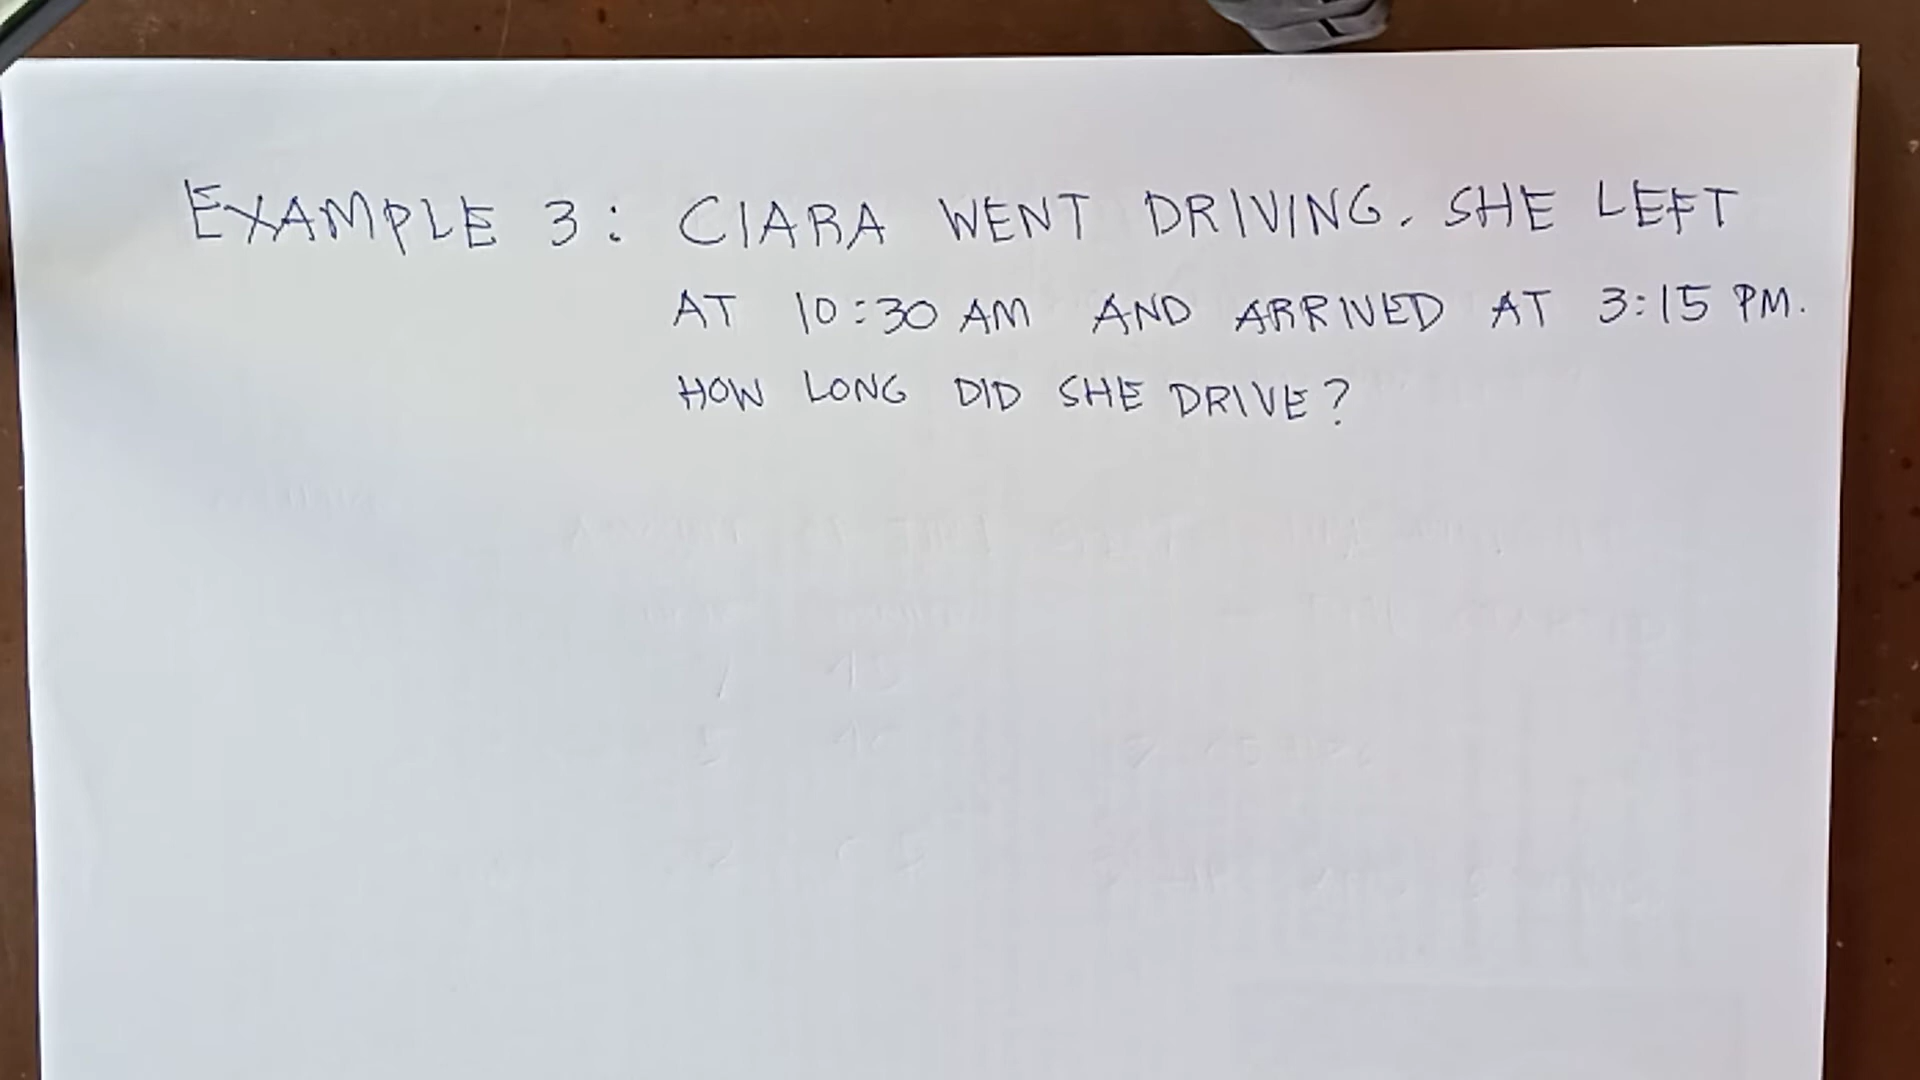 EXAMPLE 3: CIARA WENT DRIVING. SHE LEFT
AT 10:30 AM AND ARRIVED AT 3:15 PM.
HOW LONG DID SHE DRIVE?